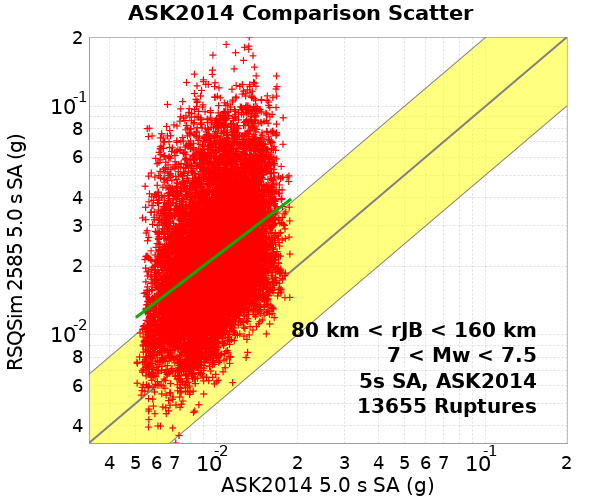 ASK2014 Comparison Scatter
RSQSim 2585 5.0 s SA (g)
2
10-1
8
6
4
3
2
10-2
8
6
4
80 km < rJB < 160 km
7 < Mw < 7.5
5s SA, ASK2014
13655 Ruptures
4 5 6 7 10-2 2 3 4 5 6 7 10-1 2
ASK2014 5.0 s SA (g)